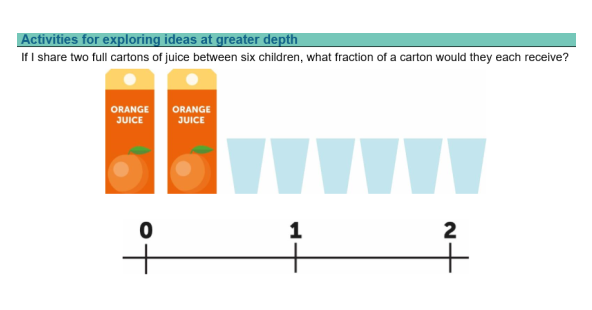 Activities for exploring ideas at greater depth
If I share two full cartons of juice between six children, what fraction of a carton would they each receive?
ORANGE
JUICE
ORANGE
JUICE
0 1 2